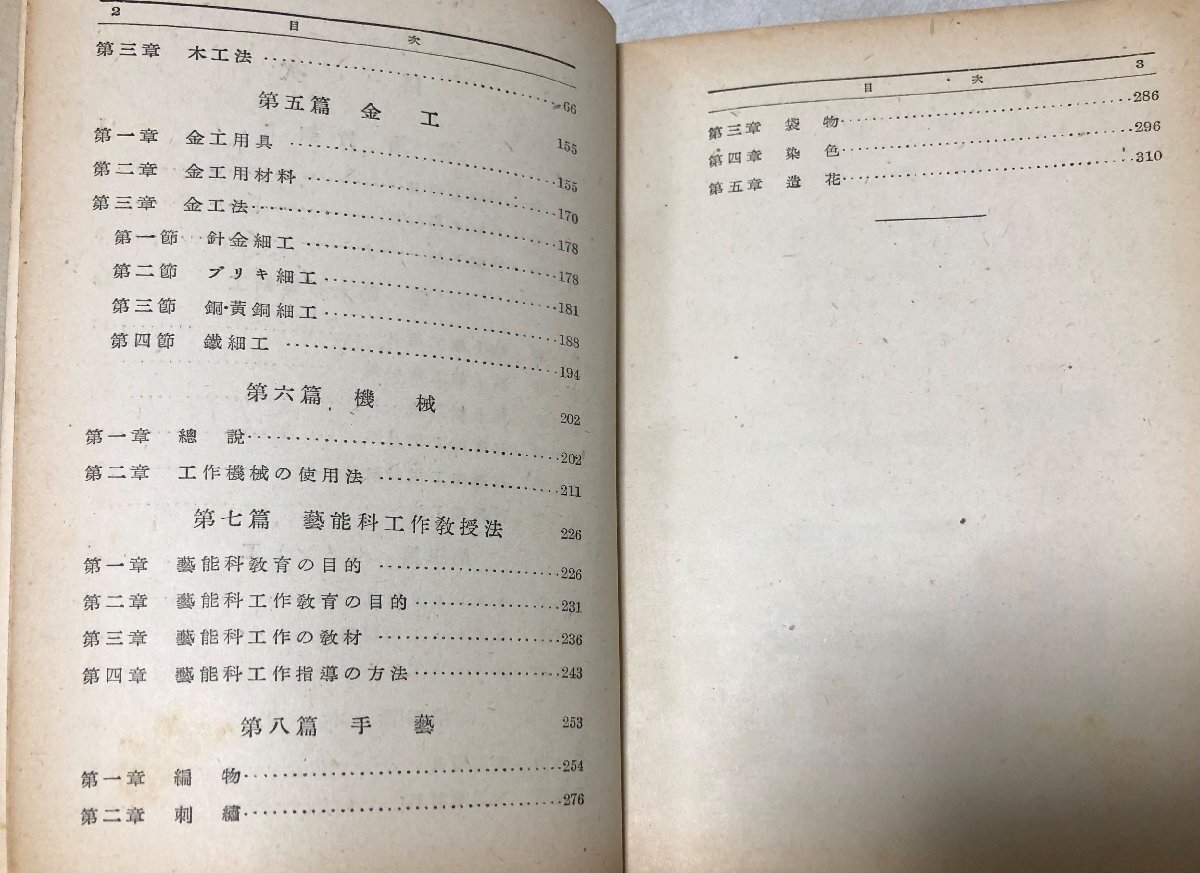 2 目次
第三章 木工法 ……… 66
第五篇 金工 155
第一章 金工用具 ……… 155
第二章 金工用材料 ……… 170
第三章 金工法 ……… 178
第一節 針金細工 ……… 178
第二節 ブリキ細工 ……… 181
第三節 銅・黃銅細工 ……… 188
第四節 鐵細工 ……… 194
第六篇 機械 202
第一章 總說 ……… 202
第二章 工作機械の使用法 ……… 211
第七篇 藝能科工作敎授法 226
第一章 藝能科敎育の目的 ……… 226
第二章 藝能科工作敎育の目的 ……… 231
第三章 藝能科工作の敎材 ……… 236
第四章 藝能科工作指導の方法 ……… 243
第八篇 手藝 253
第一章 編物 ……… 254
第二章 刺繡 ……… 276
目次 3
第三章 袋物 ……… 286
第四章 染色 ……… 296
第五章 造花 ……… 310